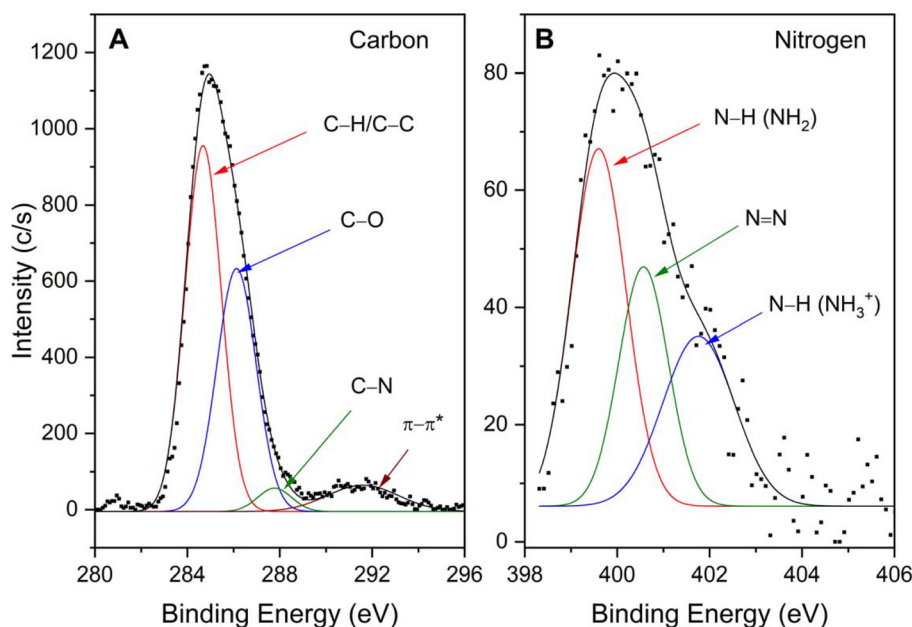 A
Carbon
C–H/C–C
C–O
C–N
π–π*
1200
1000
800
600
400
200
0
Intensity (c/s)
280 284 288 292 296
Binding Energy (eV)
B
Nitrogen
N–H (NH₂)
N=N
N–H (NH₃⁺)
80
60
40
20
0
398 400 402 404 406
Binding Energy (eV)